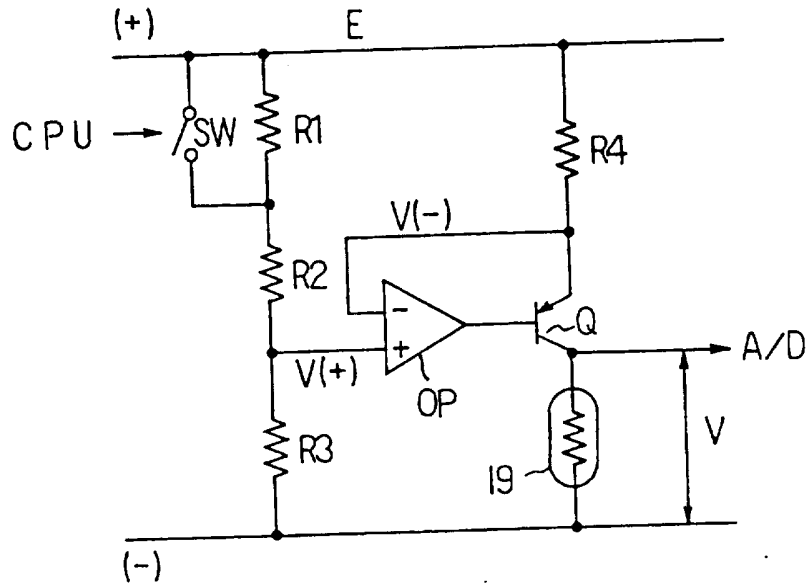 (+)
E
CPU
SW
R1
R4
V(-)
R2
-
Q
+
V(+)
OP
A/D
R3
19
V
(-)